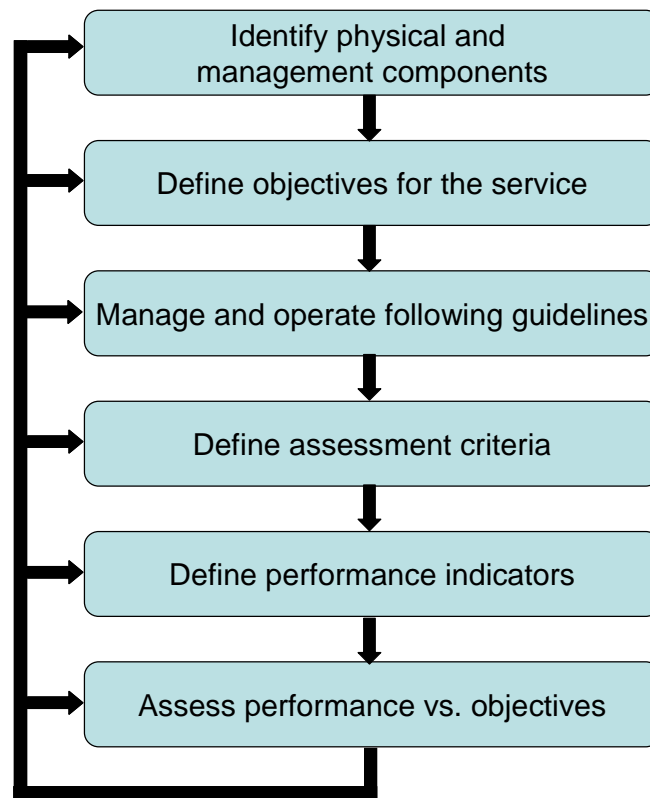 Identify physical and
management components
Define objectives for the service
Manage and operate following guidelines
Define assessment criteria
Define performance indicators
Assess performance vs. objectives